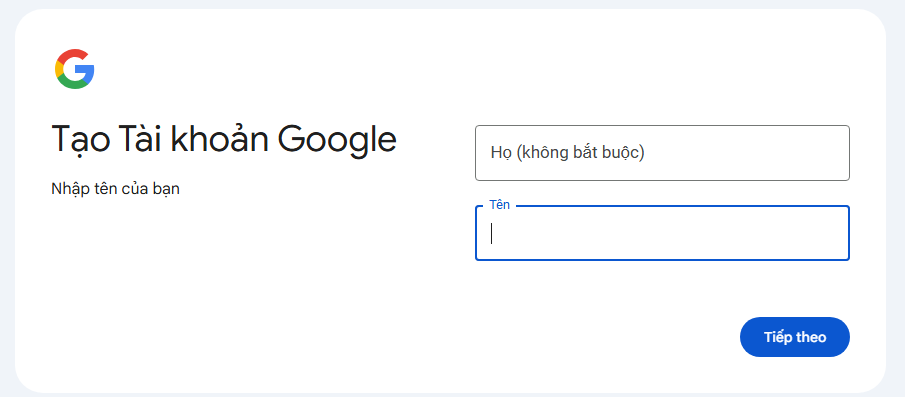 Tạo Tài khoản Google
Nhập tên của bạn
Họ (không bắt buộc)
Tên
Tiếp theo